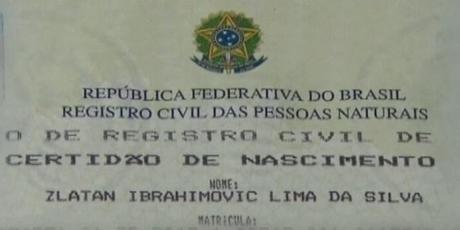 REPÚBLICA FEDERATIVA DO BRASIL
REGISTRO CIVIL DAS PESSOAS NATURAIS
O DE REGISTRO CIVIL DE
CERTIDÃO DE NASCIMENTO
NOME:
ZLATAN IBRAHIMOVIC LIMA DA SILVA
MATRICULA: